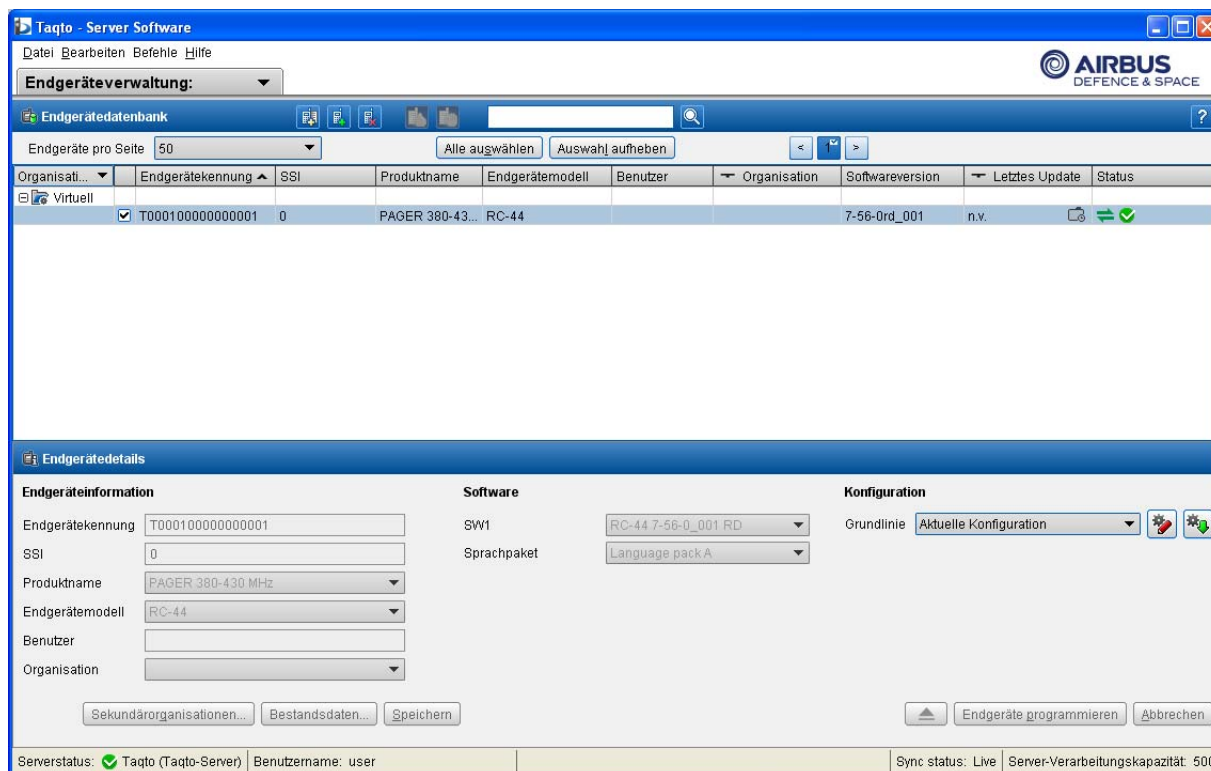 Taqto - Server Software
Datei Bearbeiten Befehle Hilfe
AIRBUS
DEFENCE & SPACE
Endgeräteverwaltung:
Endgerätedatenbank
?
Endgeräte pro Seite 50 Alle auswählen Auswahl aufheben < 1 >
Organisati... Endgerätekennung SSI Produktname Endgerätemodell Benutzer Organisation Softwareversion Letztes Update Status
Virtuell
T000100000000001 0 PAGER 380-43... RC-44 7-56-0rd_001 n.v.
Endgerätedetails
Endgeräteinformation Software Konfiguration
Endgerätekennung T000100000000001 SW1 RC-44 7-56-0_001 RD Grundlinie Aktuelle Konfiguration
SSI 0 Sprachpaket Language pack A
Produktname PAGER 380-430 MHz
Endgerätemodell RC-44
Benutzer
Organisation
Sekundärorganisationen... Bestandsdaten... Speichern Endgeräte programmieren Abbrechen
Serverstatus: Taqto (Taqto-Server) Benutzername: user Sync status: Live Server-Verarbeitungskapazität: 500